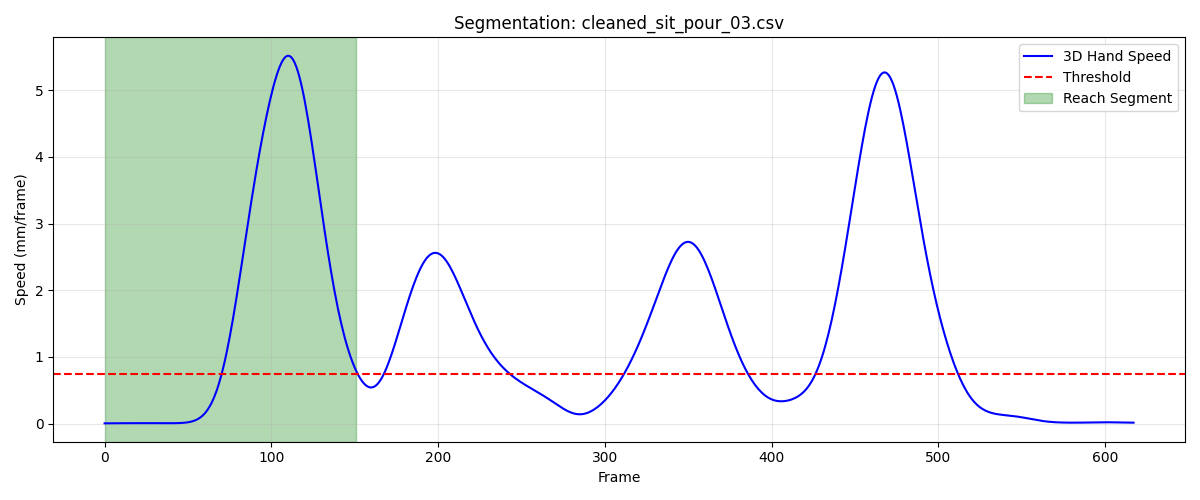 Segmentation: cleaned_sit_pour_03.csv
3D Hand Speed
Threshold
Reach Segment
Speed (mm/frame)
5
4
3
2
1
0
0 100 200 300 400 500 600
Frame